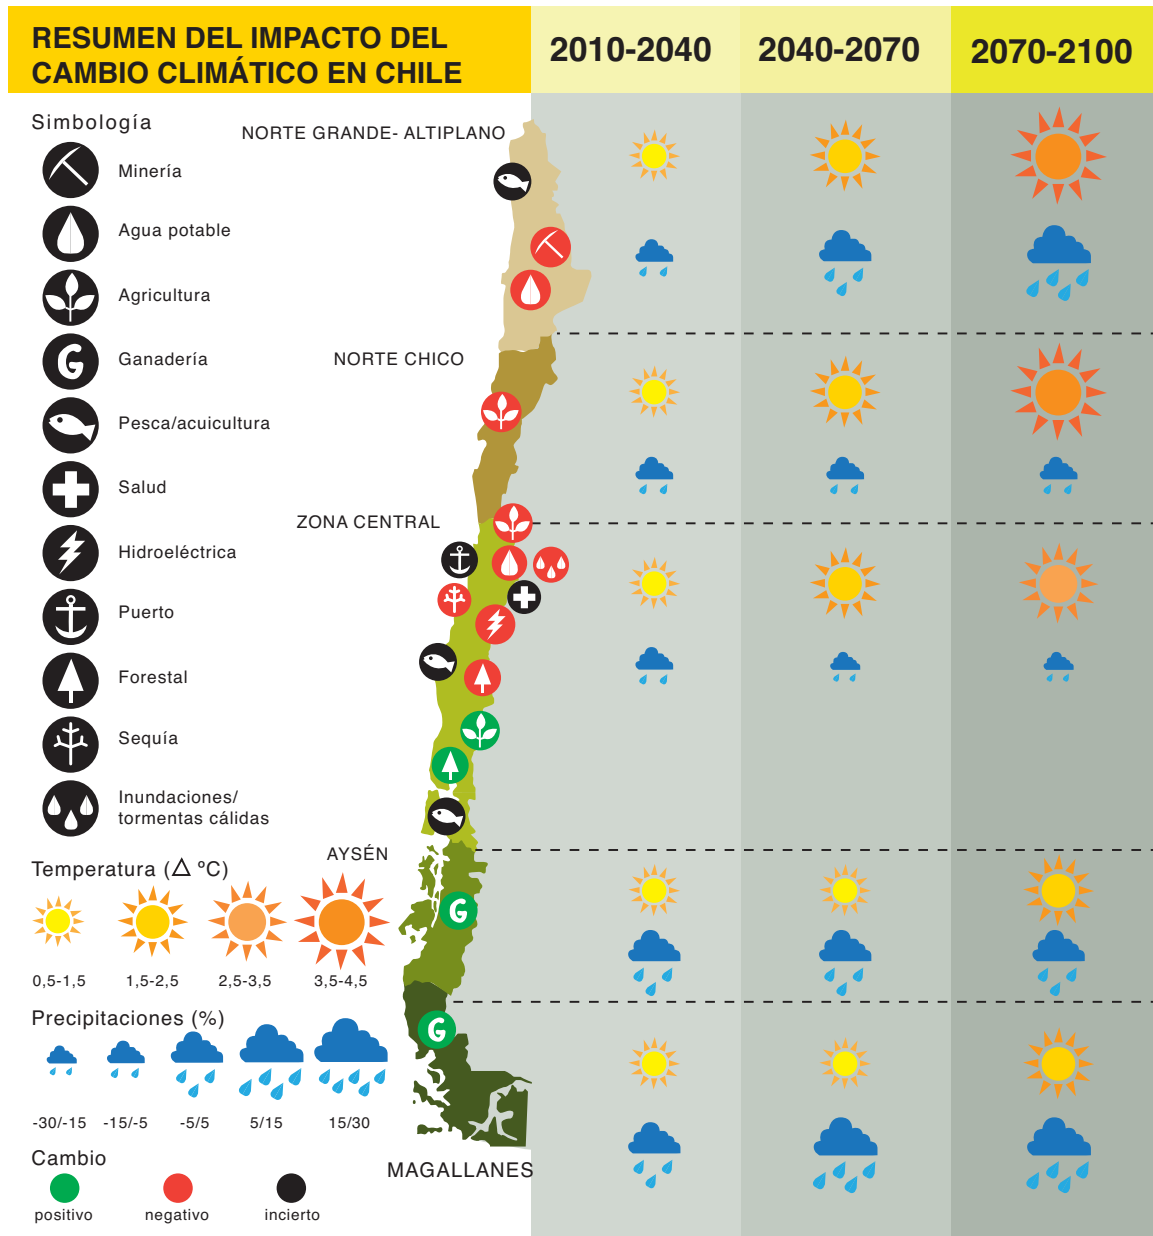 RESUMEN DEL IMPACTO DEL
CAMBIO CLIMÁTICO EN CHILE
2010-2040
2040-2070
2070-2100
Simbología
Minería
Agua potable
Agricultura
Ganadería
Pesca/acuicultura
Salud
Hidroeléctrica
Puerto
Forestal
Sequía
Inundaciones/
tormentas cálidas
NORTE GRANDE- ALTIPLANO
NORTE CHICO
ZONA CENTRAL
AYSÉN
MAGALLANES
Temperatura (△ ºC)
0,5-1,5
1,5-2,5
2,5-3,5
3,5-4,5
Precipitaciones (%)
-30/-15
-15/-5
-5/5
5/15
15/30
Cambio
positivo
negativo
incierto
G
G
G